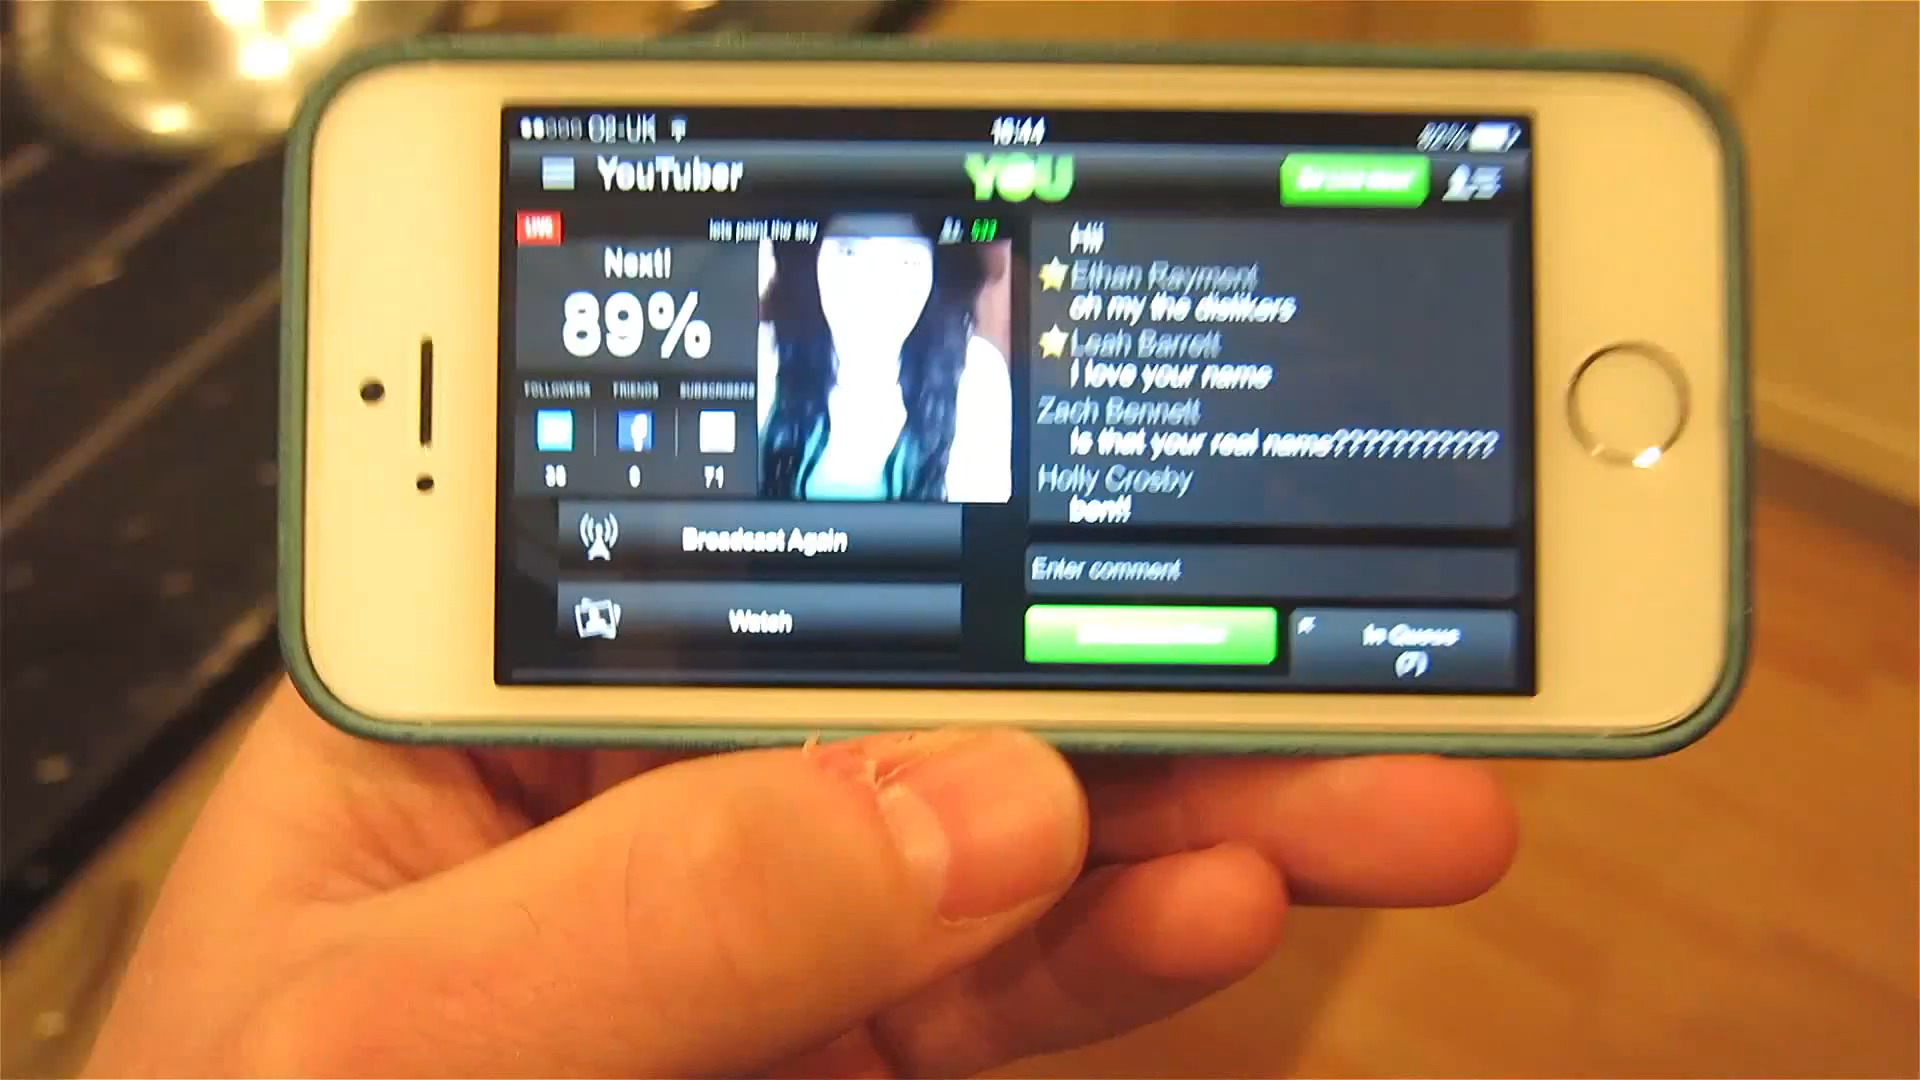 O2-UK 16:44
YouTuber YOU
LIVE lets paint the sky
Next!
89%
FOLLOWERS FRIENDS SUBSCRIBERS
f
0 71
Broadcast Again
Watch
Hi
Ethan Rayment
oh my the dislikers
Leah Barrett
I love your name
Zach Bennett
Is that your real name????????????
Holly Crosby
ben!!
Enter comment
In Queue
(7)